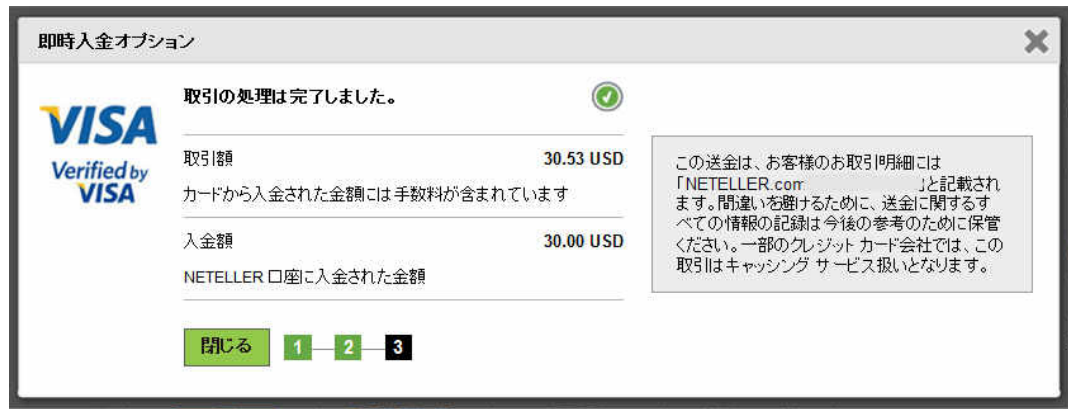 即時入金オプション
VISA
Verified by
VISA
取引の処理は完了しました。
取引額 30.53 USD
カードから入金された金額には手数料が含まれています
入金額 30.00 USD
NETELLER 口座に入金された金額
閉じる 1 2 3
この送金は、お客様のお取引明細には
「NETELLER.com 」と記載され
ます。間違いを避けるために、送金に関するす
べての情報の記録は今後の参考のために保管
ください。一部のクレジット カード会社では、この
取引はキャッシング サービス扱いとなります。